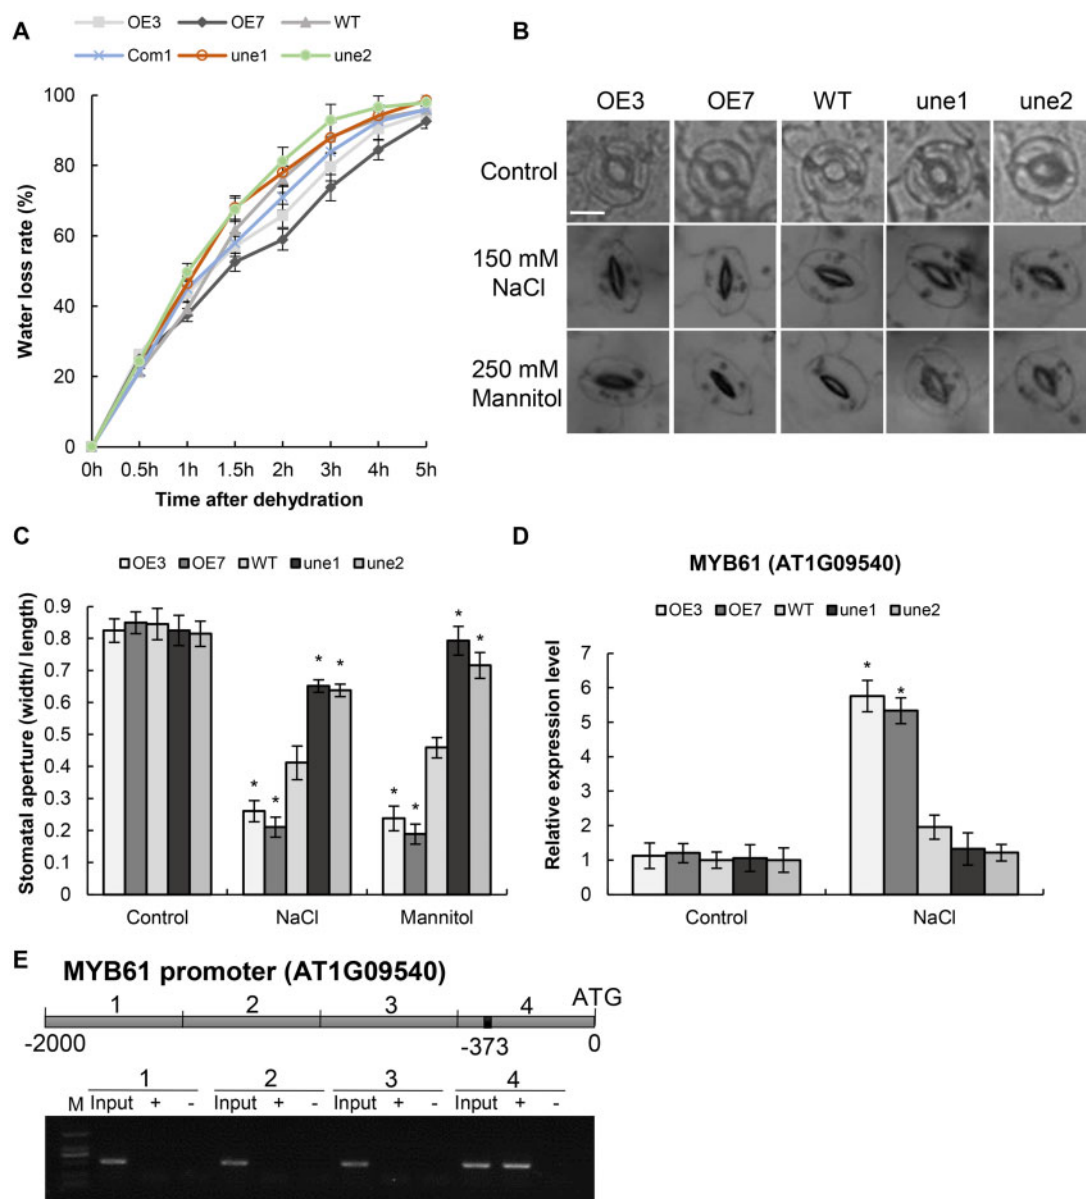 A
OE3 OE7 WT
Com1 une1 une2
Water loss rate (%)
100
80
60
40
20
0
0h 0.5h 1h 1.5h 2h 3h 4h 5h
Time after dehydration
B
OE3 OE7 WT une1 une2
Control
150 mM
NaCl
250 mM
Mannitol
C
OE3 OE7 WT une1 une2
Stomatal aperture (width/ length)
0.9
0.8
0.7
0.6
0.5
0.4
0.3
0.2
0.1
0
* * * *
* * * *
Control NaCl Mannitol
D
MYB61 (AT1G09540)
OE3 OE7 WT une1 une2
Relative expression level
7
6
5
4
3
2
1
0
* *
Control NaCl
E
MYB61 promoter (AT1G09540)
1 2 3 4 ATG
-2000 -373 0
1 2 3 4
M Input + - Input + - Input + - Input + -